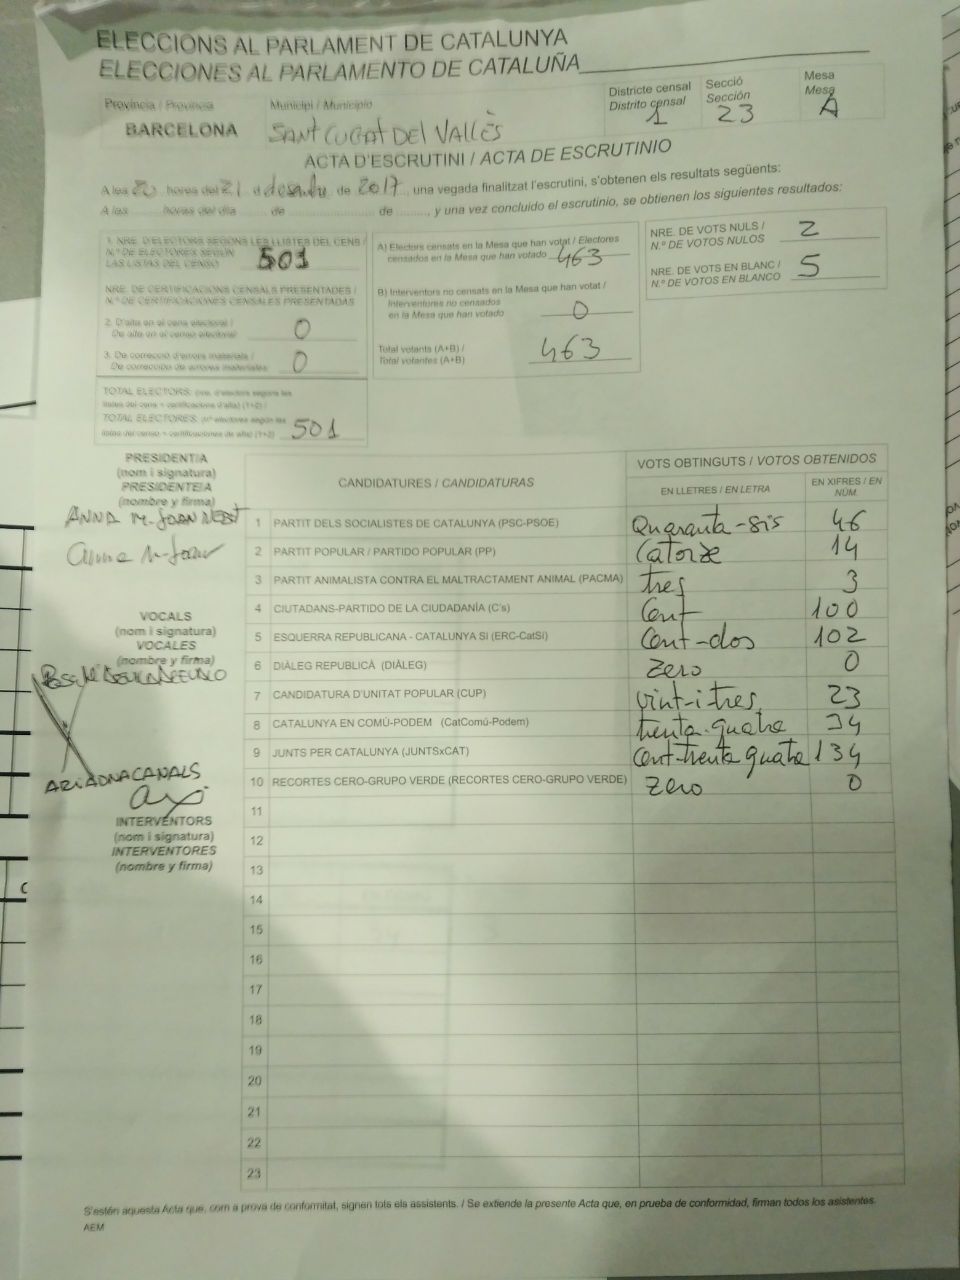 ELECCIONS AL PARLAMENT DE CATALUNYA
ELECCIONES AL PARLAMENTO DE CATALUÑA
Província / Provincia
BARCELONA
Municipi / Municipio
SANT CUGAT DEL VALLÈS
Districte censal
Distrito censal
1
Secció
Sección
23
Mesa
Mesa
A
ACTA D'ESCRUTINI / ACTA DE ESCRUTINIO
A les 20 hores del 21 d desembre de 2017, una vegada finalitzat l'escrutini, s'obtenen els resultats següents:
A las horas del día de de , y una vez concluido el escrutinio, se obtienen los siguientes resultados:
1. NRE. D'ELECTORS SEGONS LES LLISTES DEL CENS /
N.º DE ELECTORES SEGÚN
LAS LISTAS DEL CENSO 501
NRE. DE CERTIFICACIONS CENSALS PRESENTADES /
N.º DE CERTIFICACIONES CENSALES PRESENTADAS
2. D'alta en el cens electoral /
De alta en el censo electoral 0
3. De correcció d'errors materials /
De corrección de errores materiales 0
TOTAL ELECTORS: (nre. d'electors segons les
llistes del cens + certificacions d'alta) (1+2) /
TOTAL ELECTORES: (nº electores según las
listas del censo + certificaciones de alta) (1+2) 501
A) Electors censats en la Mesa que han votat / Electores
censados en la Mesa que han votado 463
B) Interventors no censats en la Mesa que han votat /
Interventores no censados
en la Mesa que han votado 0
Total votants (A+B) /
Total votantes (A+B) 463
NRE. DE VOTS NULS /
N.º DE VOTOS NULOS 2
NRE. DE VOTS EN BLANC /
N.º DE VOTOS EN BLANCO 5
PRESIDENT/A
(nom i signatura)
PRESIDENTE/A
(nombre y firma)
ANNA M. JOAN
Anna M. Joan
VOCALS
(nom i signatura)
VOCALES
(nombre y firma)
ARIADNA CANALS
INTERVENTORS
(nom i signatura)
INTERVENTORES
(nombre y firma)
CANDIDATURES / CANDIDATURAS
VOTS OBTINGUTS / VOTOS OBTENIDOS
EN LLETRES / EN LETRA
EN XIFRES / EN
NÚM.
1 PARTIT DELS SOCIALISTES DE CATALUNYA (PSC-PSOE) Quaranta-sis 46
2 PARTIT POPULAR / PARTIDO POPULAR (PP) Catorze 14
3 PARTIT ANIMALISTA CONTRA EL MALTRACTAMENT ANIMAL (PACMA) tres 3
4 CIUTADANS-PARTIDO DE LA CIUDADANÍA (C's) Cent 100
5 ESQUERRA REPUBLICANA - CATALUNYA SÍ (ERC-CatSí) Cent-dos 102
6 DIÀLEG REPUBLICÀ (DIÀLEG) zero 0
7 CANDIDATURA D'UNITAT POPULAR (CUP) vint-i-tres 23
8 CATALUNYA EN COMÚ-PODEM (CatComú-Podem) trenta-quatre 34
9 JUNTS PER CATALUNYA (JUNTSxCAT) Cent-trenta quatre 134
10 RECORTES CERO-GRUPO VERDE (RECORTES CERO-GRUPO VERDE) zero 0
11
12
13
14
15
16
17
18
19
20
21
22
23
S'estén aquesta Acta que, com a prova de conformitat, signen tots els assistents. / Se extiende la presente Acta que, en prueba de conformidad, firman todos los asistentes.
AEM